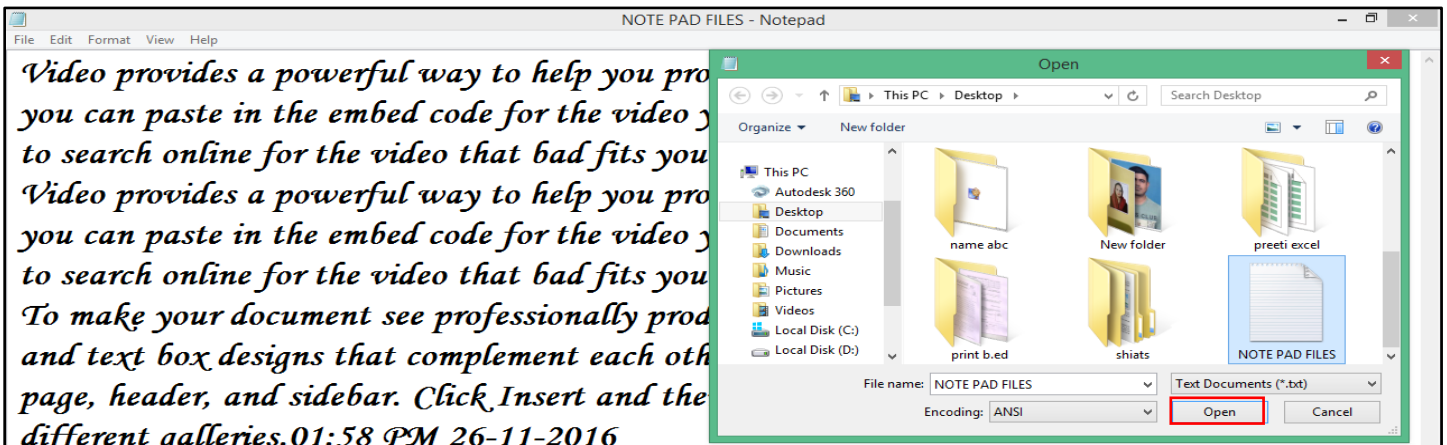 NOTE PAD FILES - Notepad
File Edit Format View Help
Video provides a powerful way to help you pro
you can paste in the embed code for the video y
to search online for the video that bad fits you
Video provides a powerful way to help you pro
you can paste in the embed code for the video y
to search online for the video that bad fits you
To make your document see professionally prod
and text box designs that complement each oth
page, header, and sidebar. Click Insert and the
different galleries.01:58 PM 26-11-2016
Open
This PC Desktop
Search Desktop
Organize New folder
This PC
Autodesk 360
Desktop
Documents
Downloads
Music
Pictures
Videos
Local Disk (C:)
Local Disk (D:)
name abc
New folder
preeti excel
print b.ed
shiats
NOTE PAD FILES
File name: NOTE PAD FILES
Text Documents (*.txt)
Encoding: ANSI
Open
Cancel